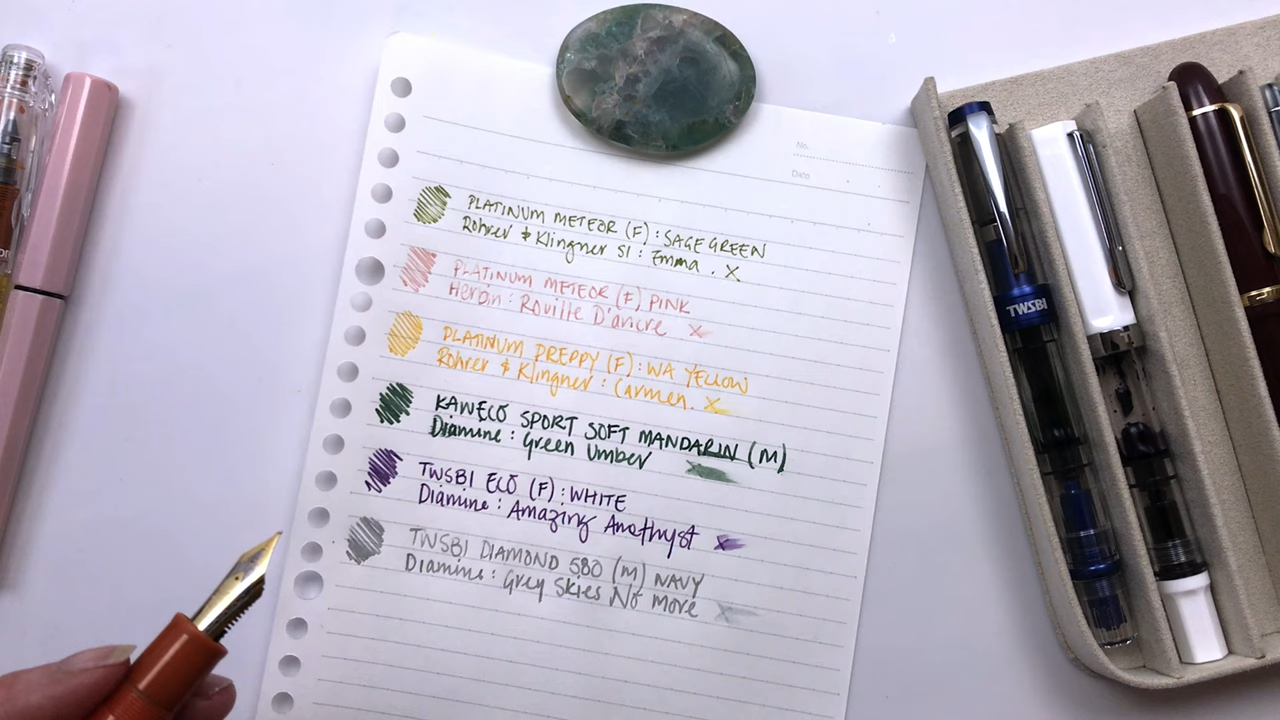 No.
Date
PLATINUM METEOR (F) : SAGE GREEN
Rohrer & Klingner SI : Emma . X
PLATINUM METEOR (F) PINK
Herbin : Rouille D'ancre X
PLATINUM PREPPY (F) : WA YELLOW
Rohrer & Klingner : Carmen. X
KAWECO SPORT SOFT MANDARIN (M)
Diamine : Green Umber
TWSBI ECO (F) : WHITE
Diamine : Amazing Amethyst X
TWSBI DIAMOND 580 (M) NAVY
Diamine : Grey Skies No More X
TWSBI